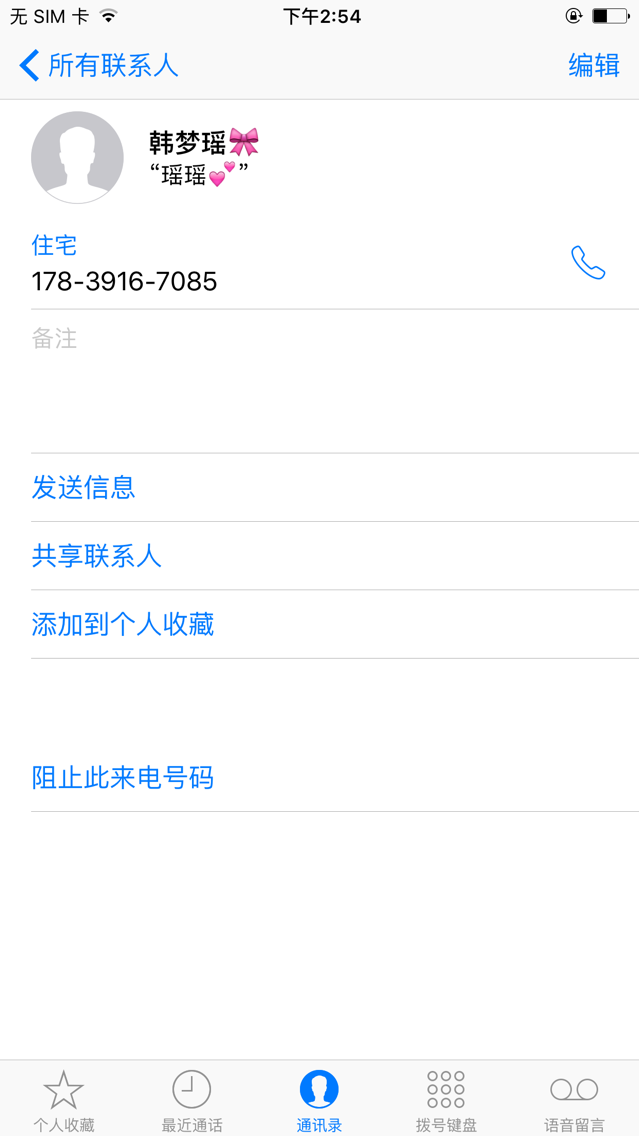 无 SIM 卡 下午2:54
所有联系人 编辑
韩梦瑶🎀
“瑶瑶💕”
住宅
178-3916-7085
备注
发送信息
共享联系人
添加到个人收藏
阻止此来电号码
个人收藏 最近通话 通讯录 拨号键盘 语音留言